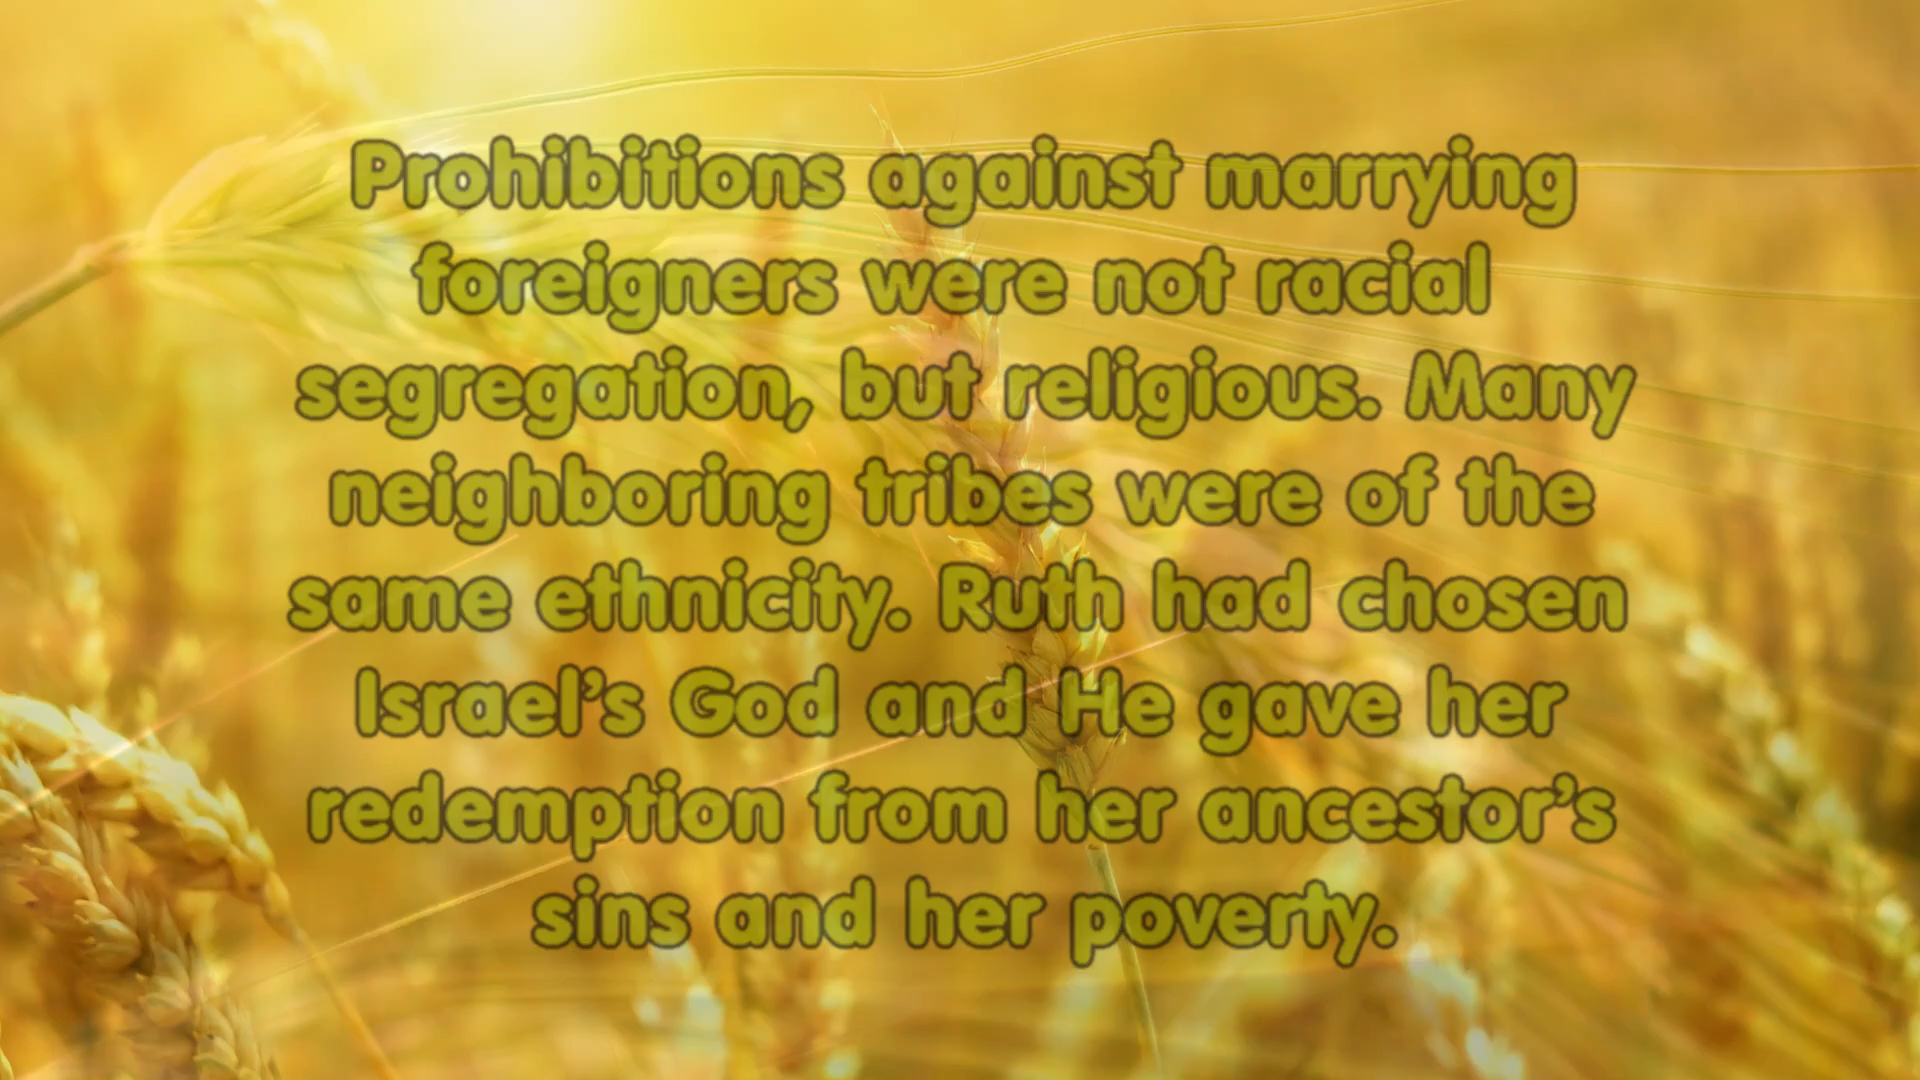 Prohibitions against marrying
foreigners were not racial
segregation, but religious. Many
neighboring tribes were of the
same ethnicity. Ruth had chosen
Israel’s God and He gave her
redemption from her ancestor’s
sins and her poverty.